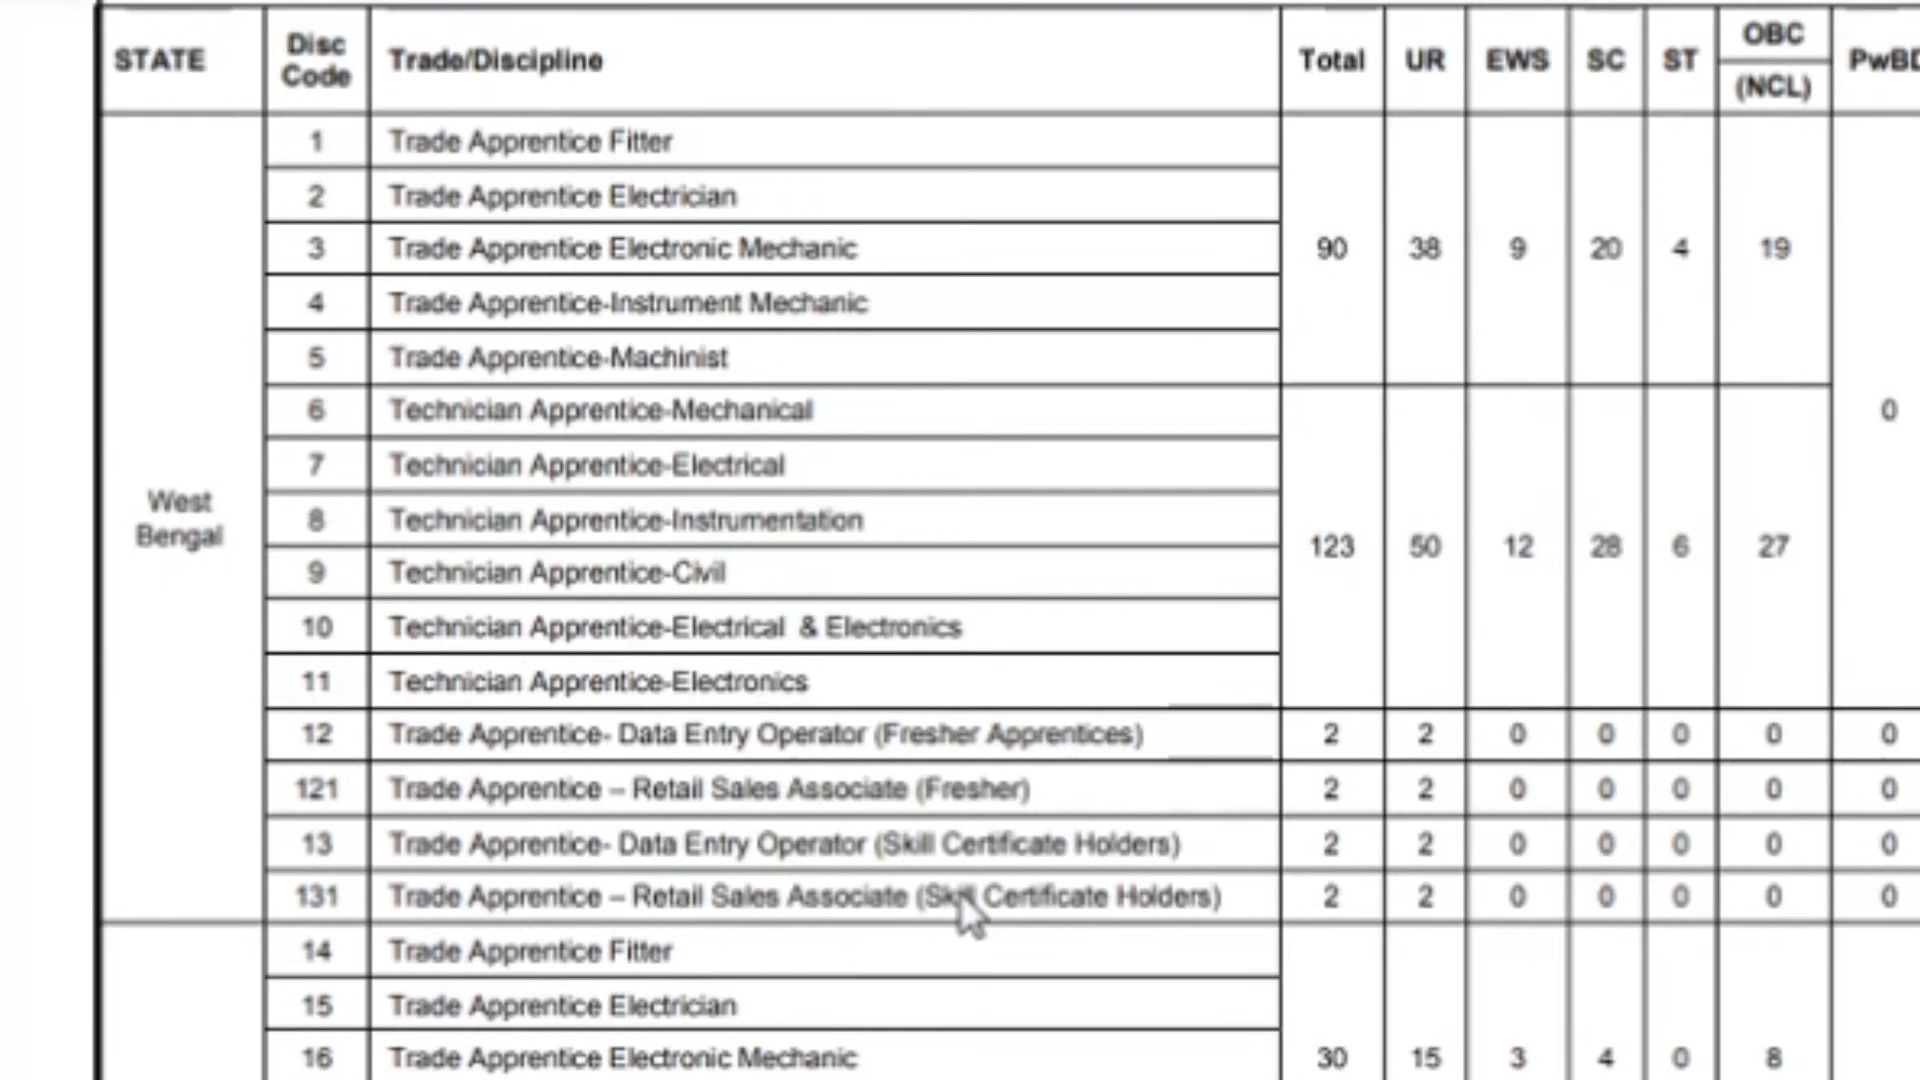 STATE Disc Code Trade/Discipline Total UR EWS SC ST OBC (NCL) PwBD
1 Trade Apprentice Fitter
2 Trade Apprentice Electrician
3 Trade Apprentice Electronic Mechanic 90 38 9 20 4 19
4 Trade Apprentice-Instrument Mechanic
5 Trade Apprentice-Machinist
6 Technician Apprentice-Mechanical 0
7 Technician Apprentice-Electrical
West Bengal 8 Technician Apprentice-Instrumentation 123 50 12 28 6 27
9 Technician Apprentice-Civil
10 Technician Apprentice-Electrical & Electronics
11 Technician Apprentice-Electronics
12 Trade Apprentice- Data Entry Operator (Fresher Apprentices) 2 2 0 0 0 0 0
121 Trade Apprentice – Retail Sales Associate (Fresher) 2 2 0 0 0 0 0
13 Trade Apprentice- Data Entry Operator (Skill Certificate Holders) 2 2 0 0 0 0 0
131 Trade Apprentice – Retail Sales Associate (Skill Certificate Holders) 2 2 0 0 0 0 0
14 Trade Apprentice Fitter
15 Trade Apprentice Electrician
16 Trade Apprentice Electronic Mechanic 30 15 3 4 0 8